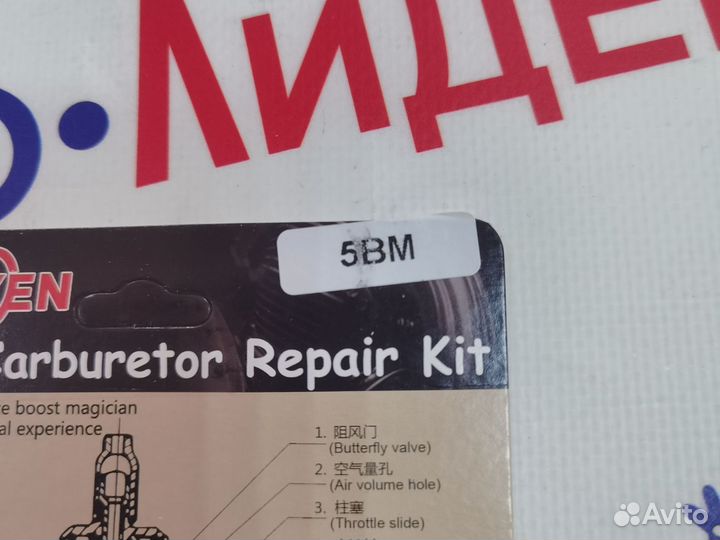 •ЛИДЕ
5BM
EN
Carburetor Repair Kit
boost magician
experience
1. 阻风门
(Butterfly valve)
2. 空气量孔
(Air volume hole)
3. 柱塞
(Throttle slide)
Avito